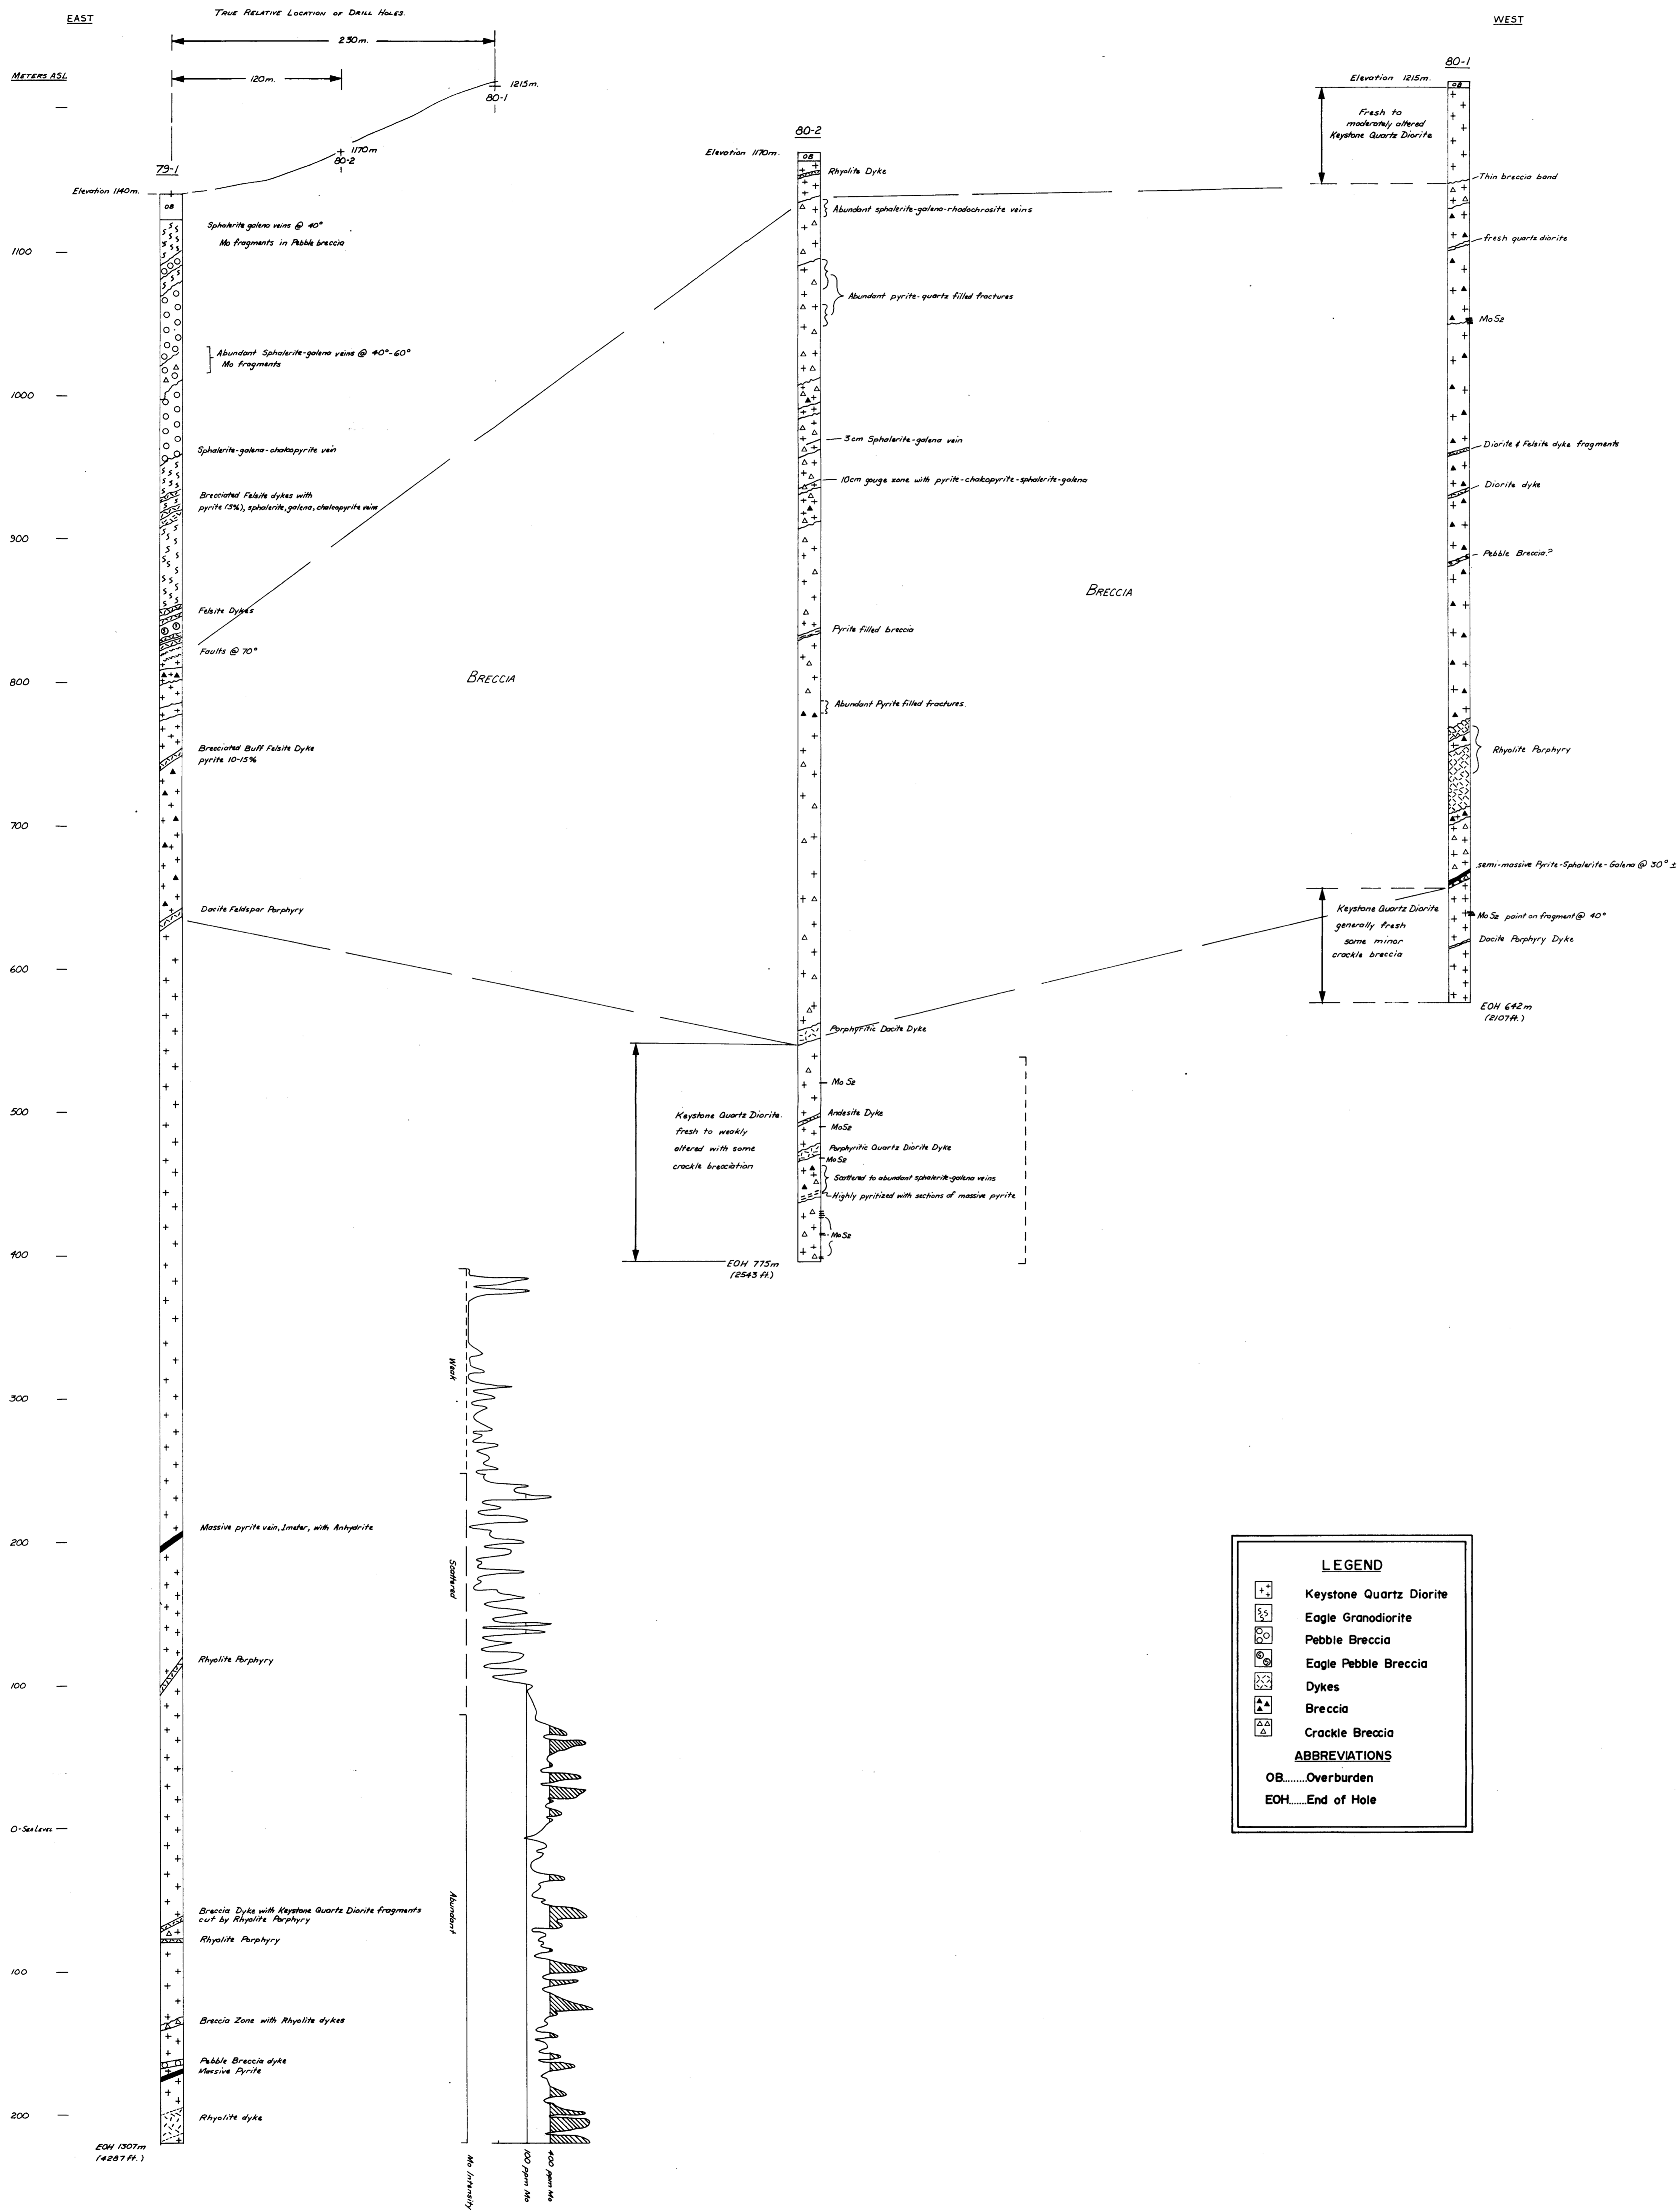 EAST
TRUE RELATIVE LOCATION OF DRILL HOLES.
WEST
230m.
METERS ASL
120m.
1215m.
80-1
1170m
80-2
79-1
Elevation 1140m.
OB
Sphalerite galena veins @ 40°
Mo fragments in Pebble breccia
Abundant Sphalerite-galena veins @ 40°-60°
Mo fragments
Sphalerite-galena-chalcopyrite vein
Brecciated Felsite dykes with
pyrite (3%), sphalerite, galena, chalcopyrite veins
Felsite Dykes
Faults @ 70°
Brecciated Buff Felsite Dyke
pyrite 10-15%
Dacite Feldspar Porphyry
Massive pyrite vein, 1meter, with Anhydrite
Rhyolite Porphyry
Breccia Dyke with Keystone Quartz Diorite fragments
cut by Rhyolite Porphyry
Rhyolite Porphyry
Breccia Zone with Rhyolite dykes
Pebble Breccia dyke
Massive Pyrite
Rhyolite dyke
EOH 1307m
(4287 ft.)
1100
1000
900
800
700
600
500
400
300
200
100
0-SEA LEVEL
100
200
BRECCIA
80-2
Elevation 1170m.
OB
Rhyolite Dyke
Abundant sphalerite-galena-rhodochrosite veins
Abundant pyrite-quartz filled fractures
3cm Sphalerite-galena vein
10cm gouge zone with pyrite-chalcopyrite-sphalerite-galena
Pyrite filled breccia
Abundant Pyrite filled fractures.
Porphyritic Dacite Dyke
MoS2
Andesite Dyke
MoS2
Porphyritic Quartz Diorite Dyke
MoS2
Scattered to abundant sphalerite-galena veins
Highly pyritized with sections of massive pyrite
MoS2
Keystone Quartz Diorite.
fresh to weakly
altered with some
crackle brecciation
EOH 775m
(2543 ft.)
BRECCIA
80-1
Elevation 1215m.
OB
Fresh to
moderately altered
Keystone Quartz Diorite
Thin breccia band
fresh quartz diorite
MoS2
Diorite & Felsite dyke fragments
Diorite dyke
Pebble Breccia?
Rhyolite Porphyry
semi-massive Pyrite-Sphalerite-Galena @ 30° ±
Keystone Quartz Diorite
generally fresh
some minor
crackle breccia
MoS2 paint on fragment @ 40°
Dacite Porphyry Dyke
EOH 642m
(2107ft.)
Weak
Scattered
Abundant
Mo Intensity
100 ppm Mo
400 ppm Mo
LEGEND
Keystone Quartz Diorite
Eagle Granodiorite
Pebble Breccia
Eagle Pebble Breccia
Dykes
Breccia
Crackle Breccia
ABBREVIATIONS
OB........Overburden
EOH......End of Hole